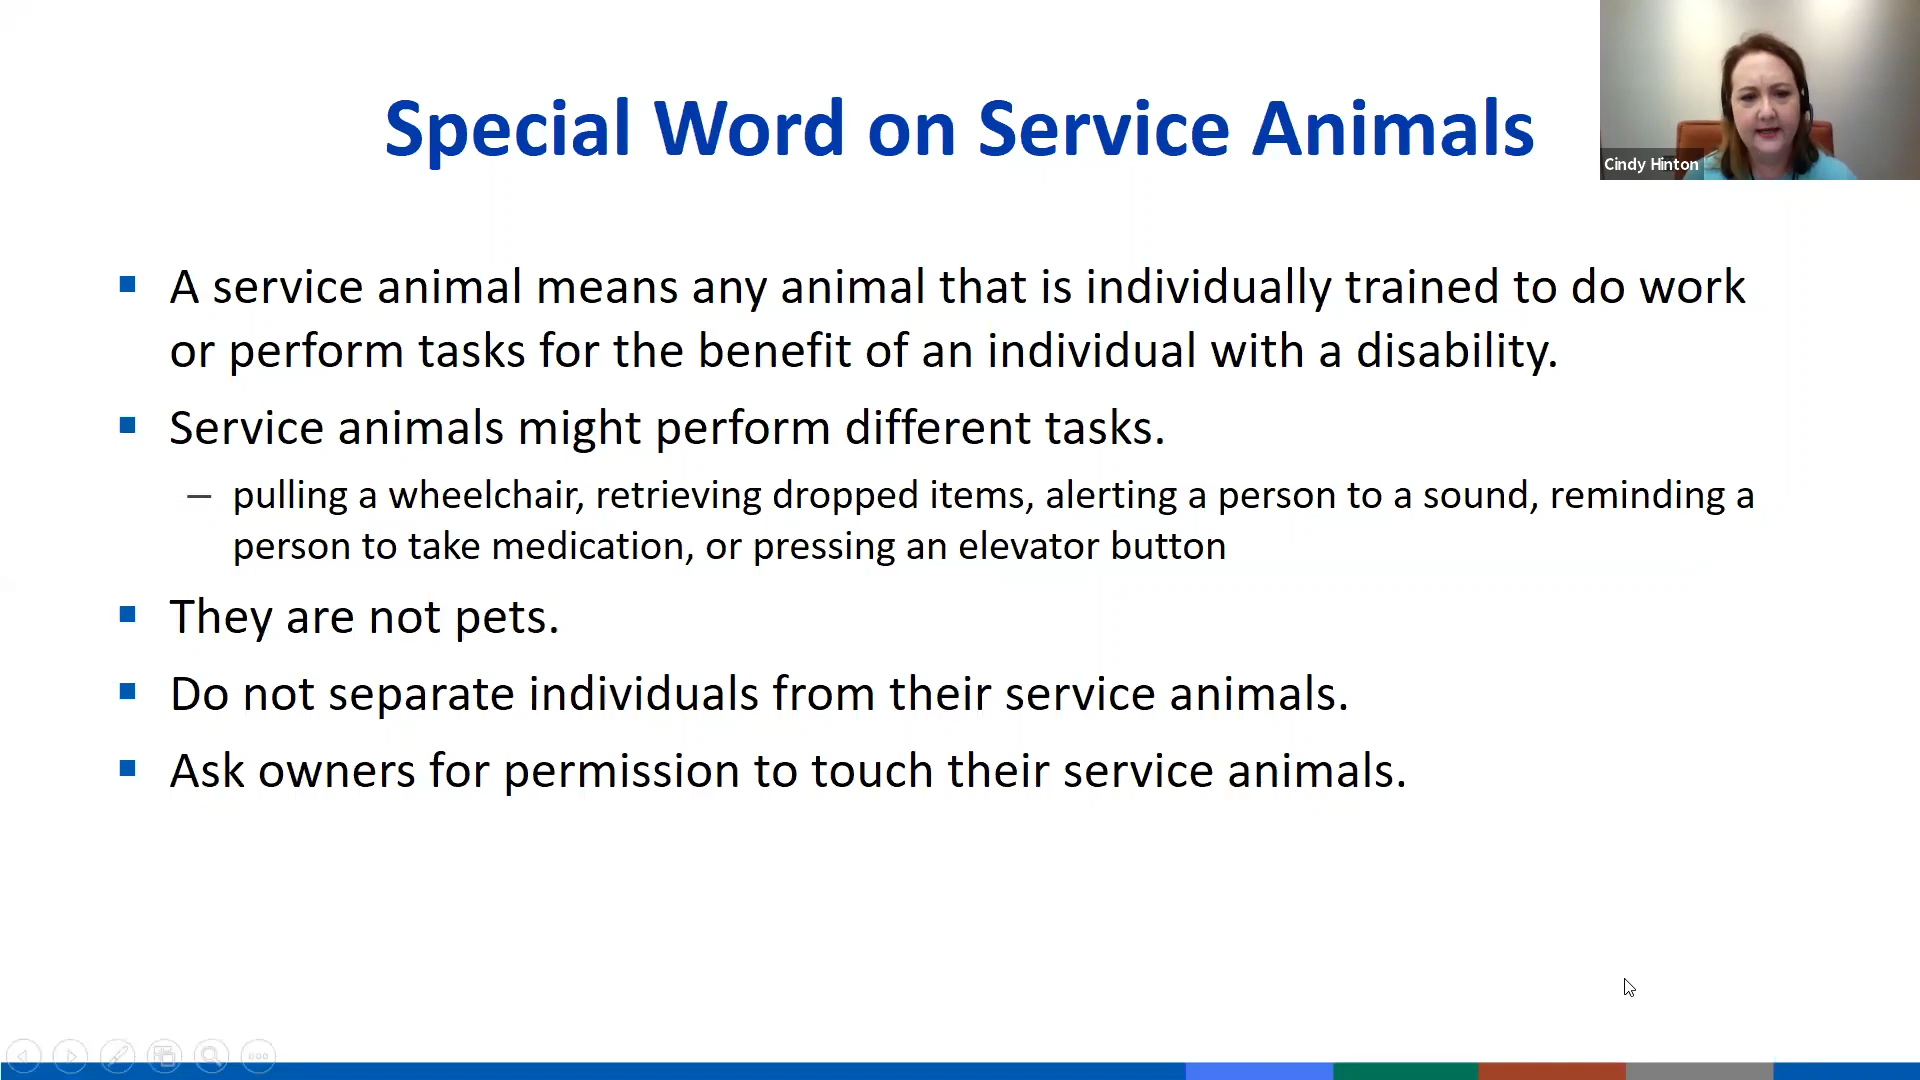 Special Word on Service Animals
Cindy Hinton
A service animal means any animal that is individually trained to do work
or perform tasks for the benefit of an individual with a disability.
Service animals might perform different tasks.
– pulling a wheelchair, retrieving dropped items, alerting a person to a sound, reminding a
person to take medication, or pressing an elevator button
They are not pets.
Do not separate individuals from their service animals.
Ask owners for permission to touch their service animals.